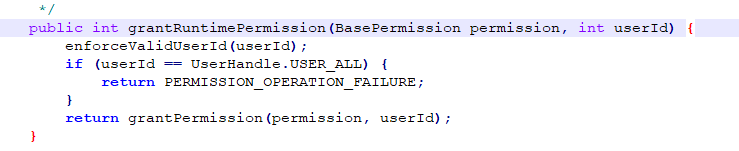 */
public int grantRuntimePermission(BasePermission permission, int userId) {
enforceValidUserId(userId);
if (userId == UserHandle.USER_ALL) {
return PERMISSION_OPERATION_FAILURE;
}
return grantPermission(permission, userId);
}